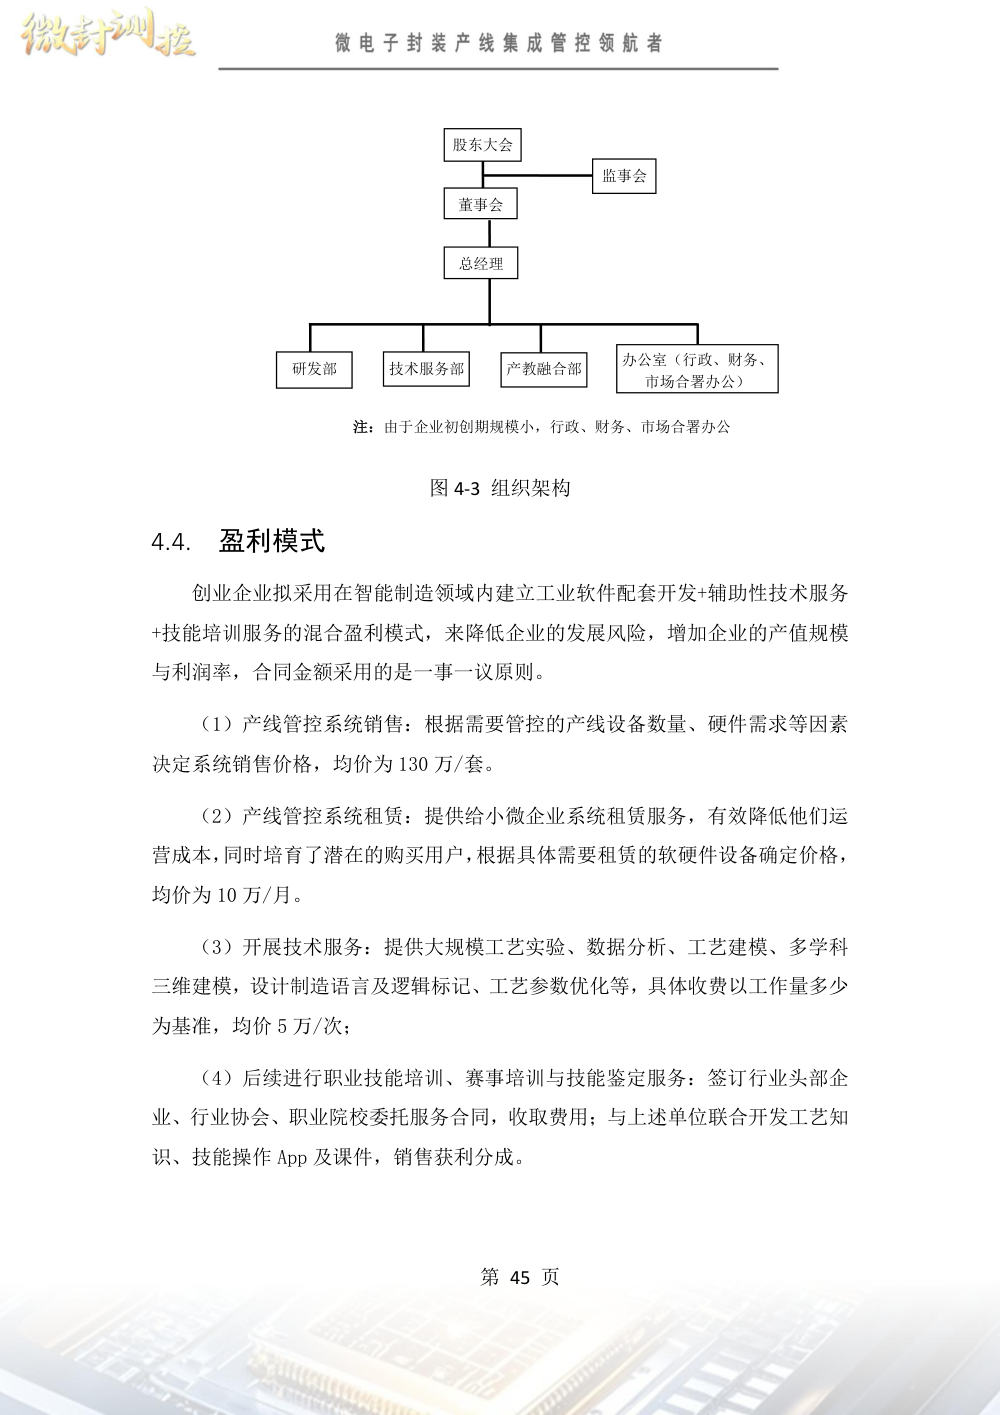 微封测控
微电子封装产线集成管控领航者
股东大会
监事会
董事会
总经理
研发部
技术服务部
产教融合部
办公室（行政、财务、
市场合署办公）
注：由于企业初创期规模小，行政、财务、市场合署办公
图 4-3 组织架构
4.4. 盈利模式
创业企业拟采用在智能制造领域内建立工业软件配套开发+辅助性技术服务
+技能培训服务的混合盈利模式，来降低企业的发展风险，增加企业的产值规模
与利润率，合同金额采用的是一事一议原则。
（1）产线管控系统销售：根据需要管控的产线设备数量、硬件需求等因素
决定系统销售价格，均价为 130 万/套。
（2）产线管控系统租赁：提供给小微企业系统租赁服务，有效降低他们运
营成本，同时培育了潜在的购买用户，根据具体需要租赁的软硬件设备确定价格，
均价为 10 万/月。
（3）开展技术服务：提供大规模工艺实验、数据分析、工艺建模、多学科
三维建模，设计制造语言及逻辑标记、工艺参数优化等，具体收费以工作量多少
为基准，均价 5 万/次；
（4）后续进行职业技能培训、赛事培训与技能鉴定服务：签订行业头部企
业、行业协会、职业院校委托服务合同，收取费用；与上述单位联合开发工艺知
识、技能操作 App 及课件，销售获利分成。
第 45 页